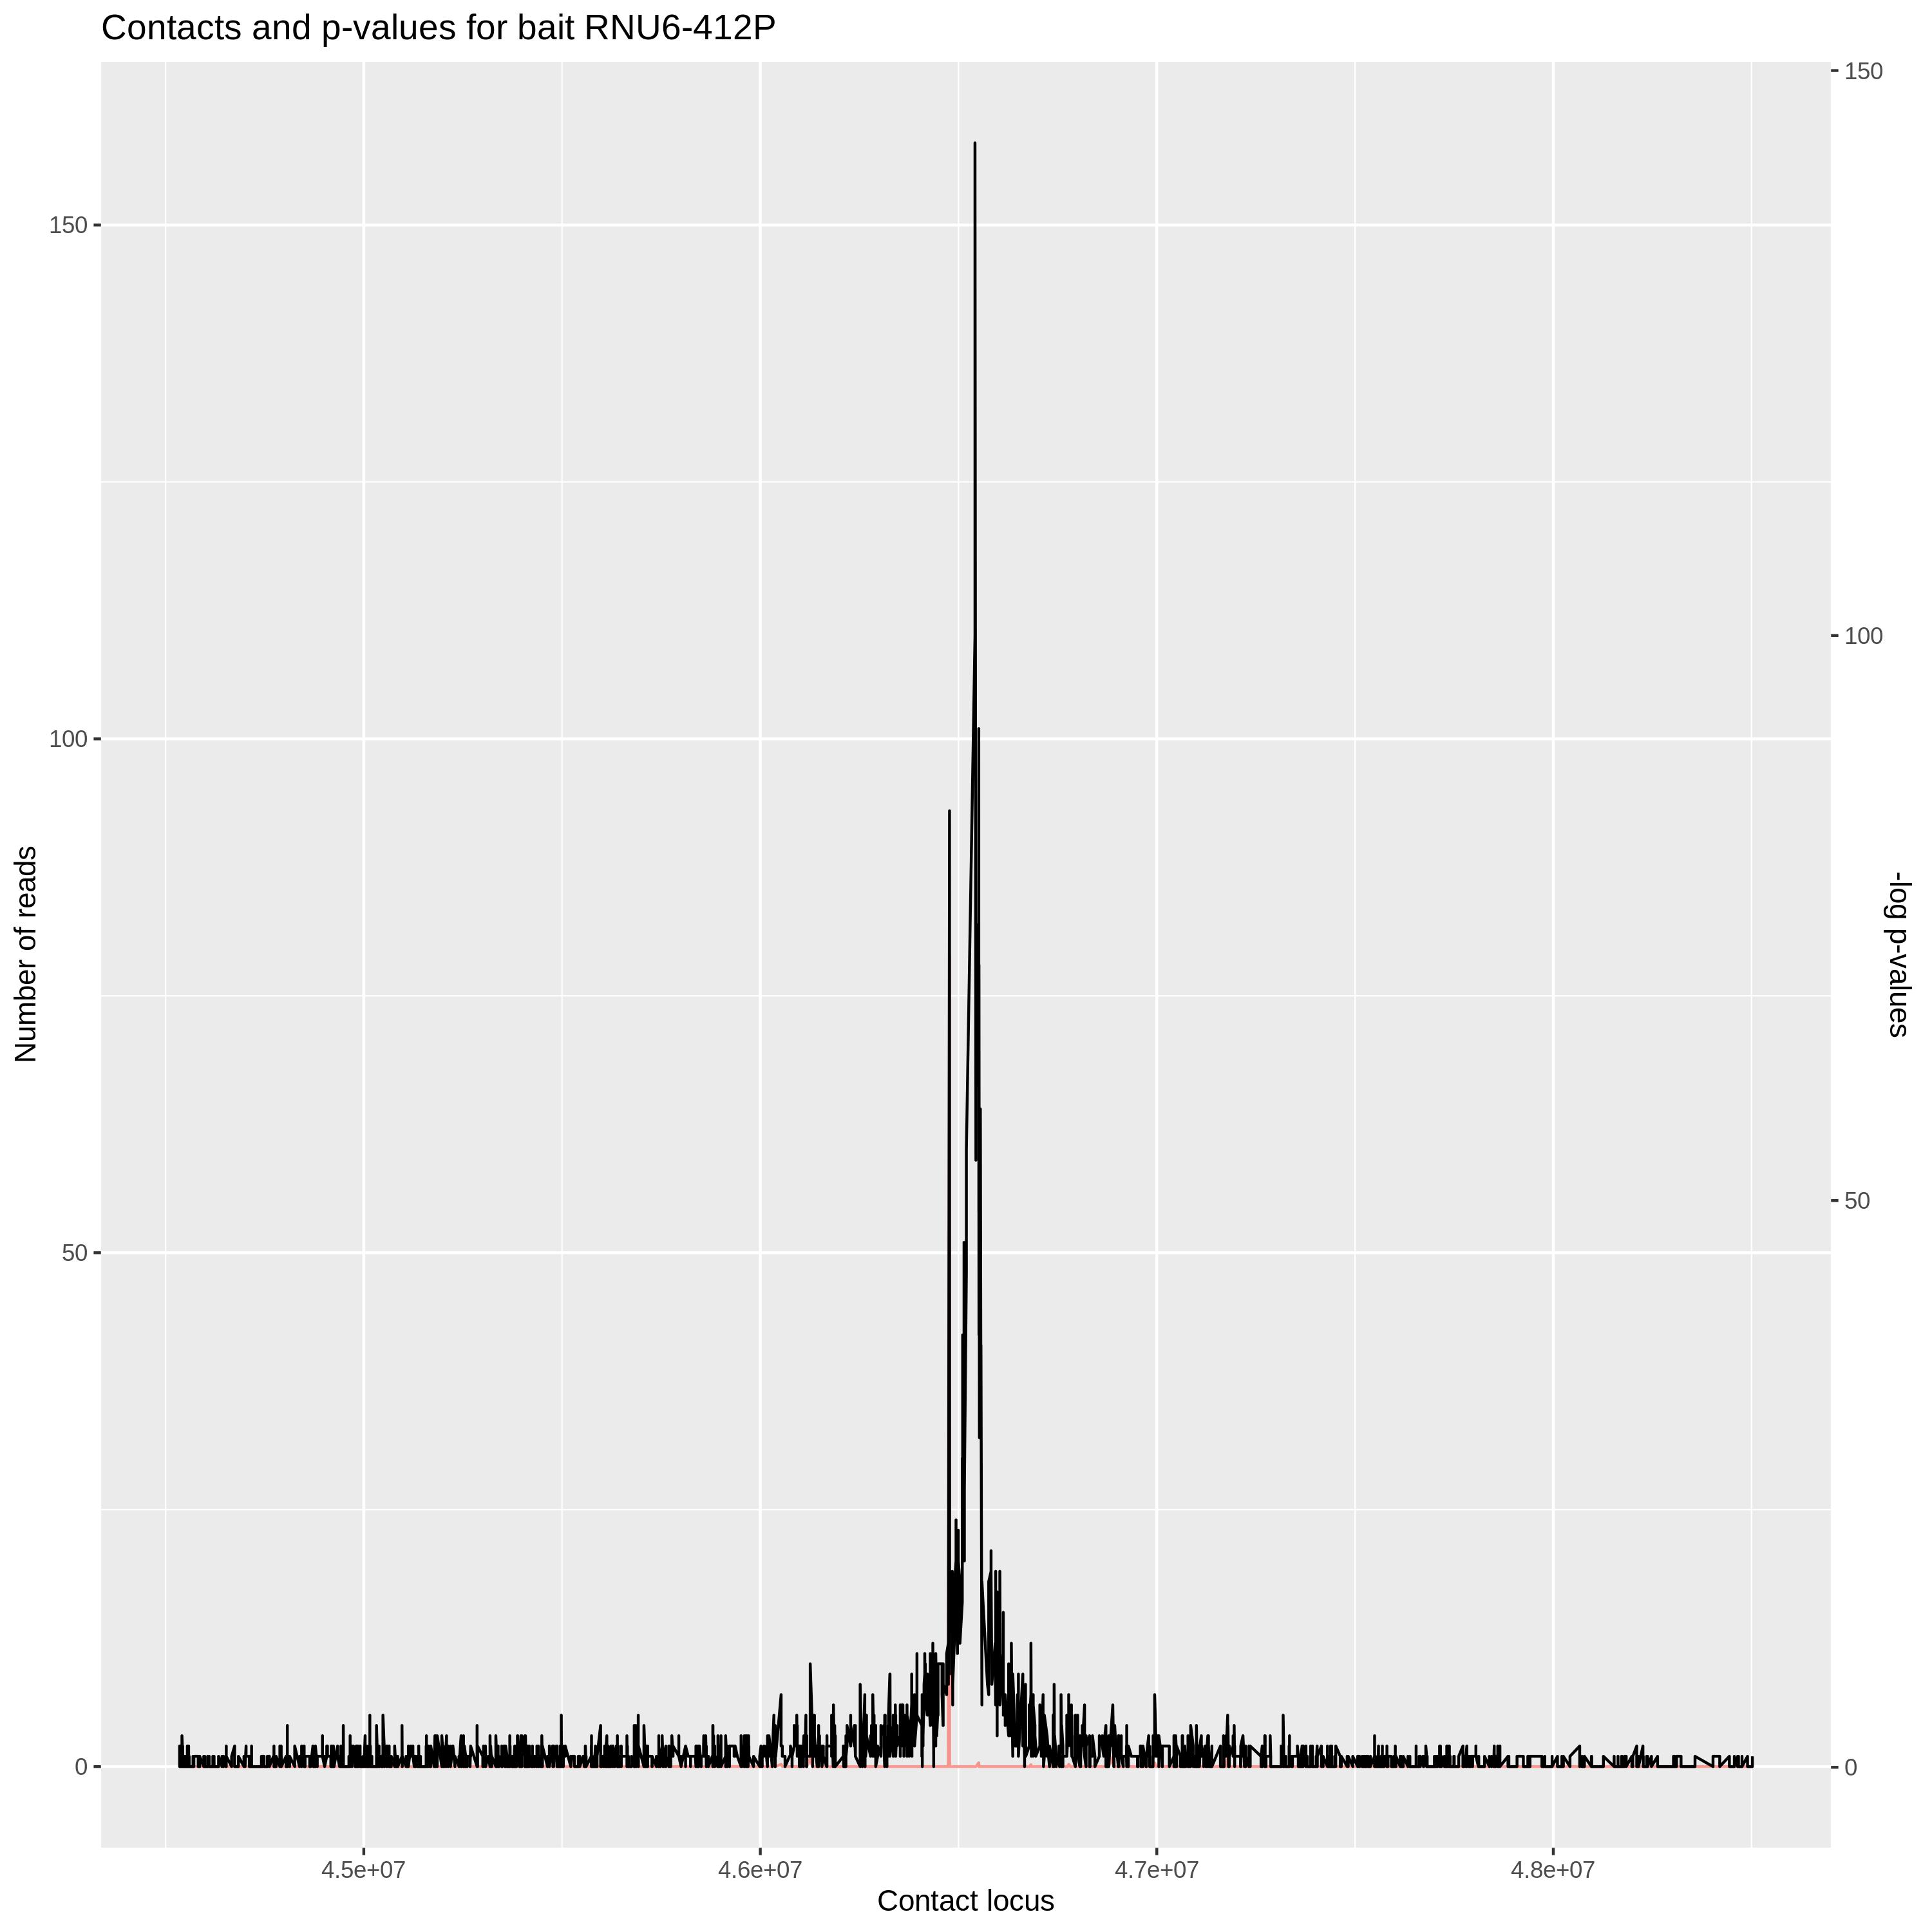 Contacts and p-values for bait RNU6-412P
150
100
50
0
Number of reads
150
100
50
0
-log p-values
4.5e+07
4.6e+07
4.7e+07
4.8e+07
Contact locus